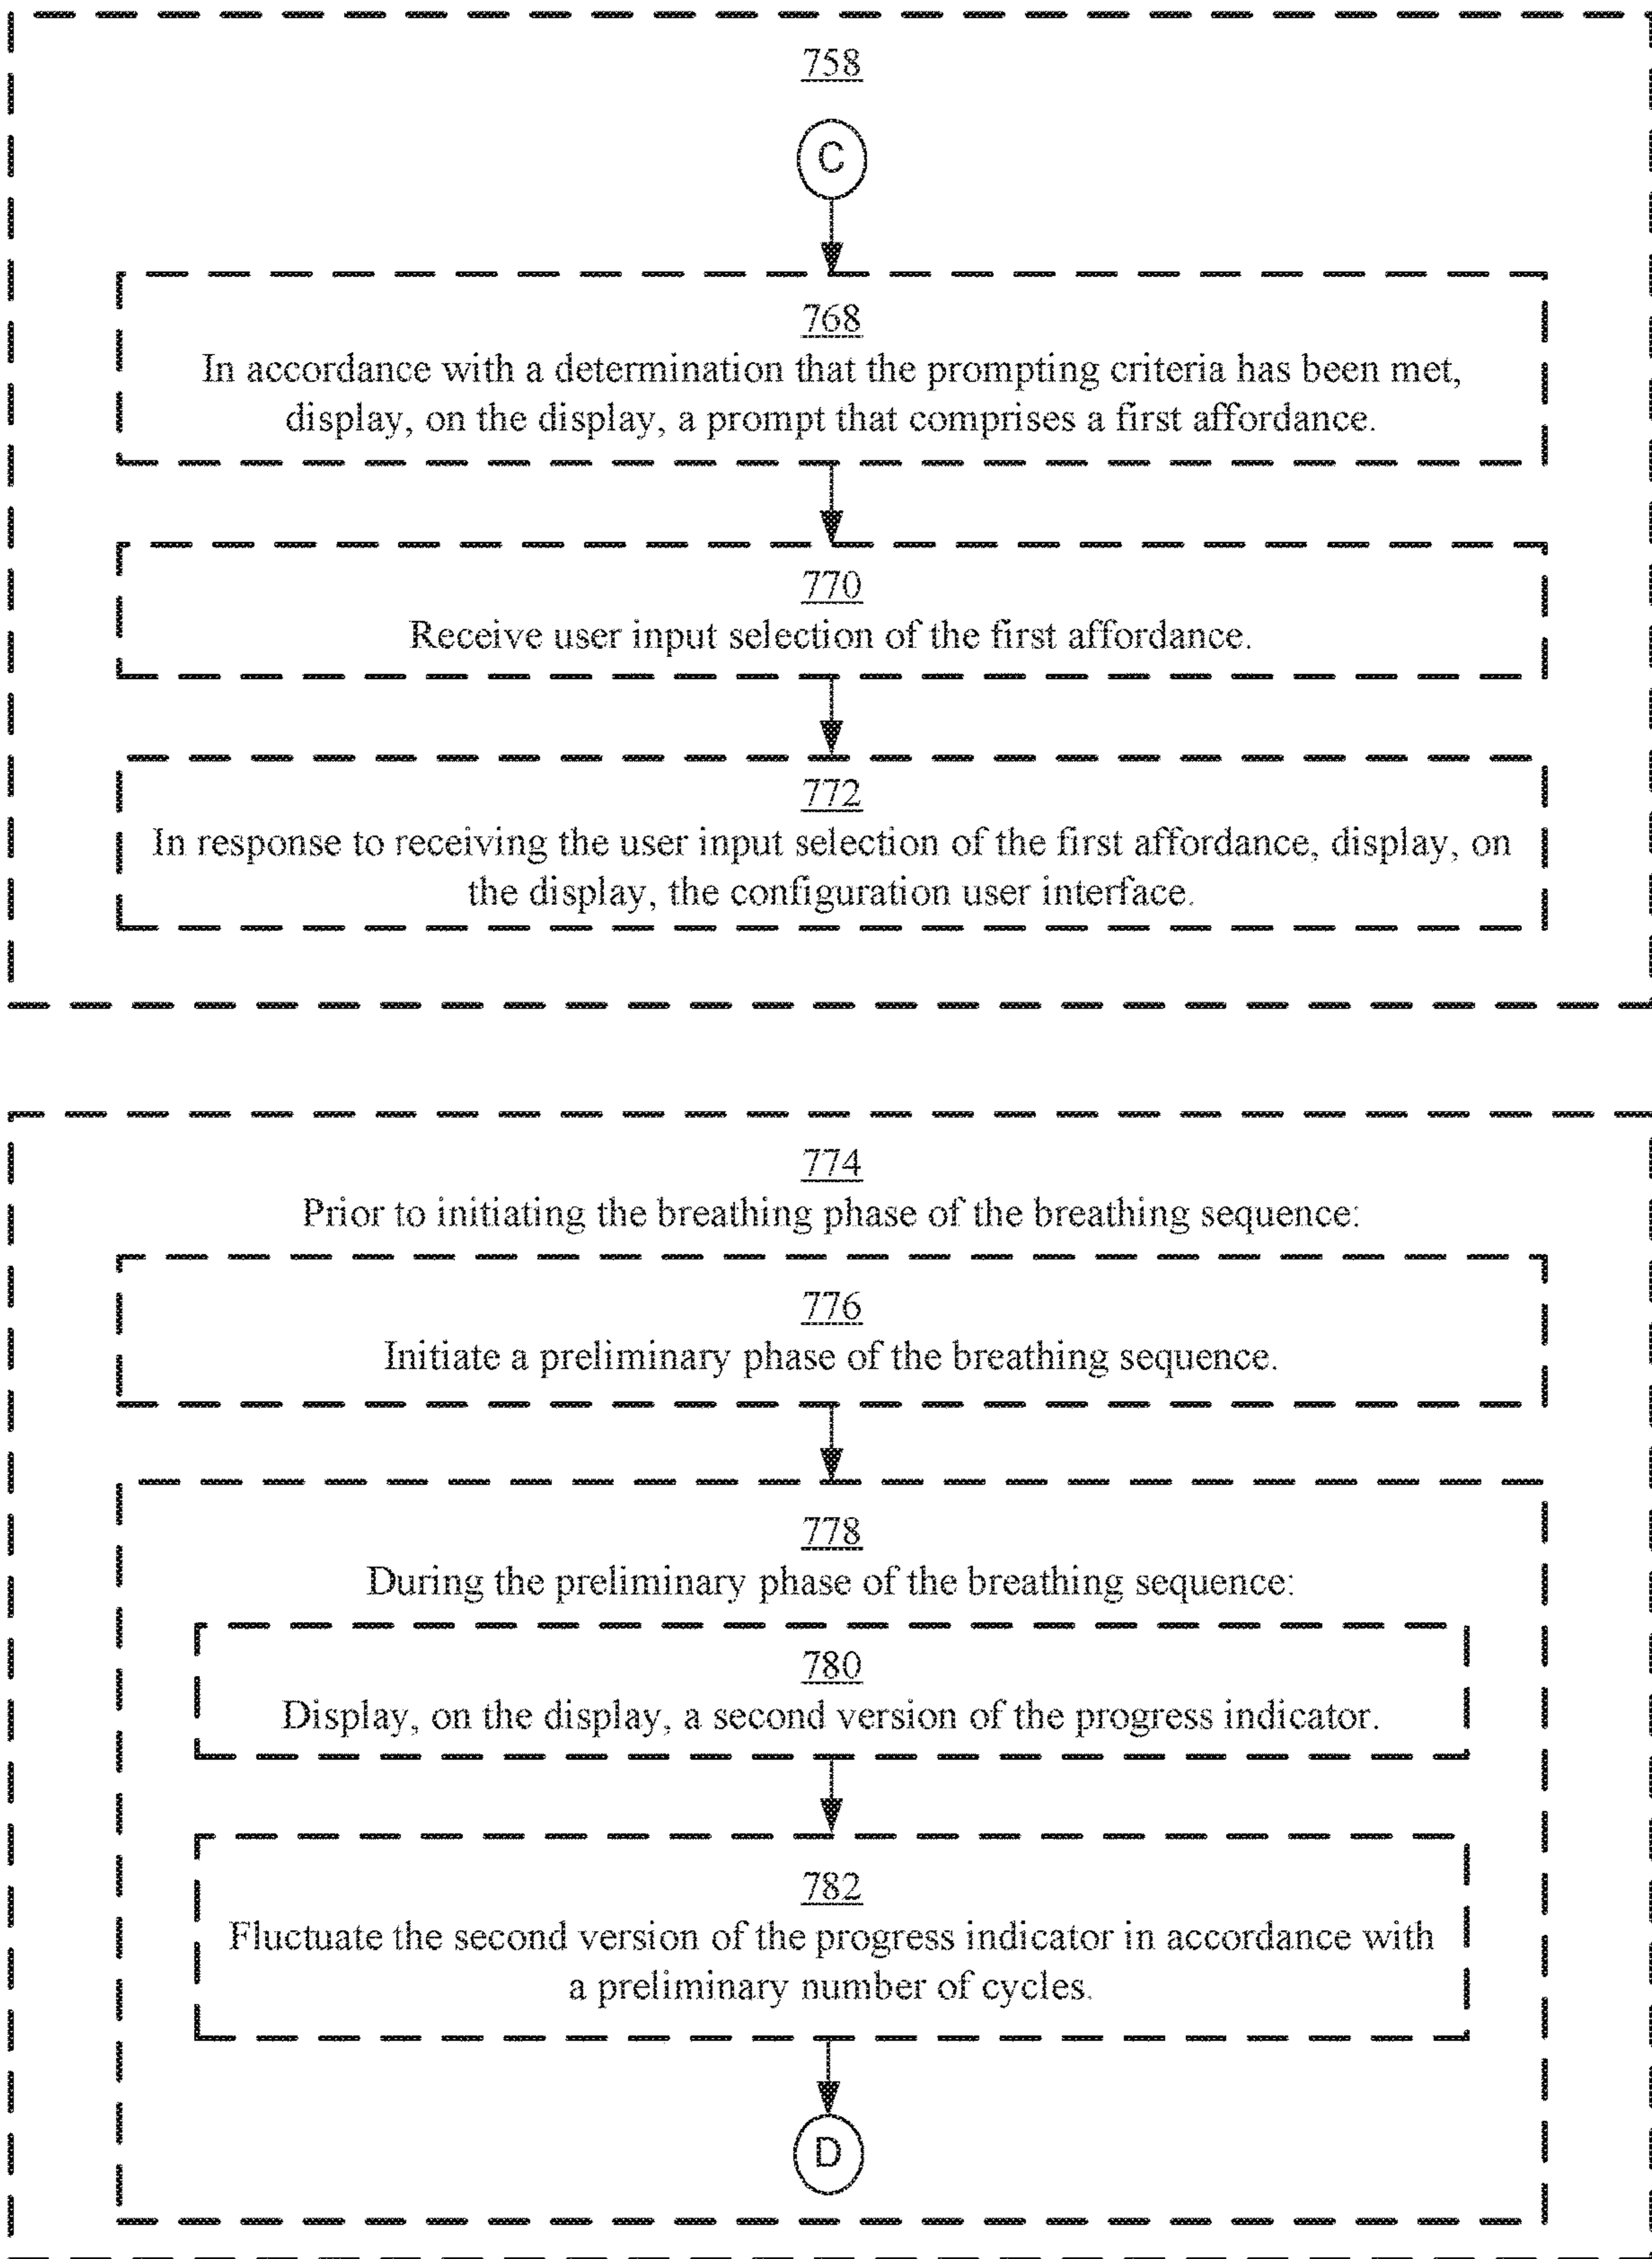 758
C
768
In accordance with a determination that the prompting criteria has been met,
display, on the display, a prompt that comprises a first affordance.
770
Receive user input selection of the first affordance.
772
In response to receiving the user input selection of the first affordance, display, on
the display, the configuration user interface.
774
Prior to initiating the breathing phase of the breathing sequence:
776
Initiate a preliminary phase of the breathing sequence.
778
During the preliminary phase of the breathing sequence:
780
Display, on the display, a second version of the progress indicator.
782
Fluctuate the second version of the progress indicator in accordance with
a preliminary number of cycles.
D